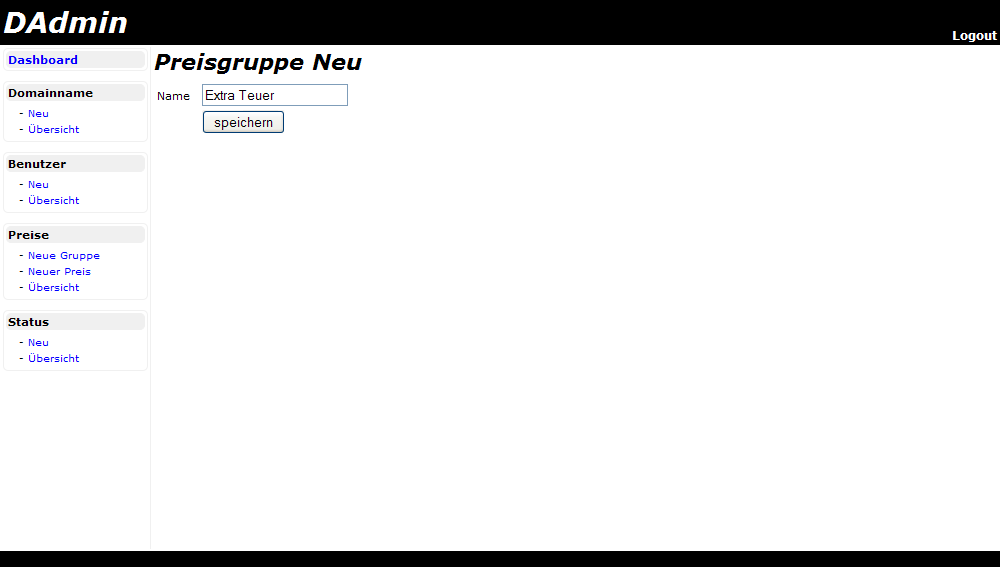 DAdmin
Logout
Dashboard
Domainname
- Neu
- Übersicht
Benutzer
- Neu
- Übersicht
Preise
- Neue Gruppe
- Neuer Preis
- Übersicht
Status
- Neu
- Übersicht
Preisgruppe Neu
Name Extra Teuer
speichern